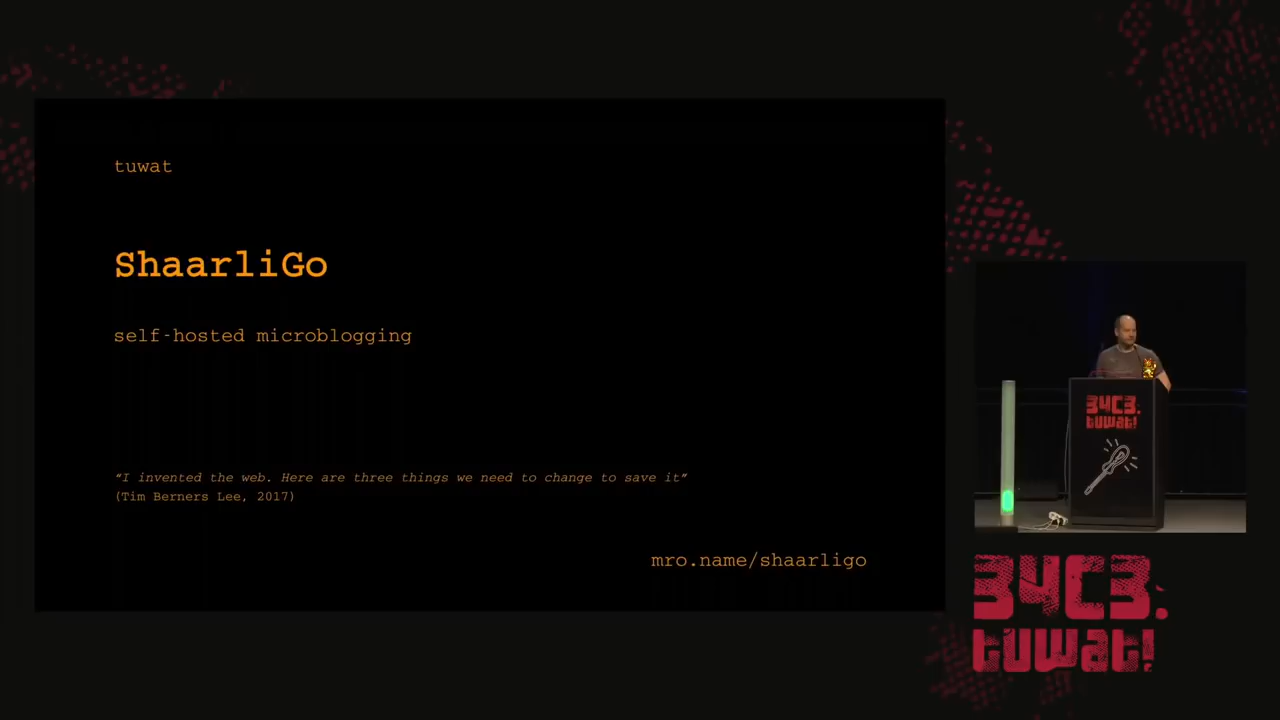 tuwat
ShaarliGo
self-hosted microblogging
“I invented the web. Here are three things we need to change to save it”
(Tim Berners Lee, 2017)
mro.name/shaarligo
34C3.
tuwat!
34C3.
tuwat!